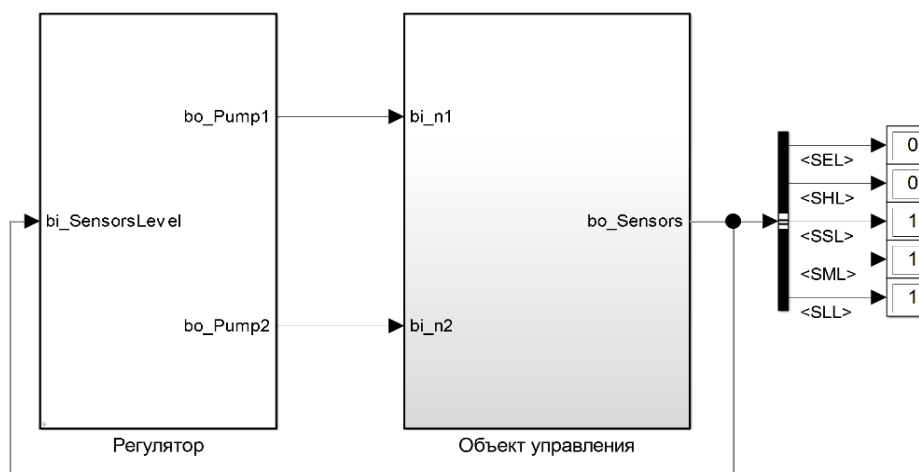 bo_Pump1
bi_n1
bi_SensorsLevel
bo_Sensors
bo_Pump2
bi_n2
<SEL>
0
<SHL>
0
<SSL>
1
<SML>
1
<SLL>
1
Регулятор
Объект управления